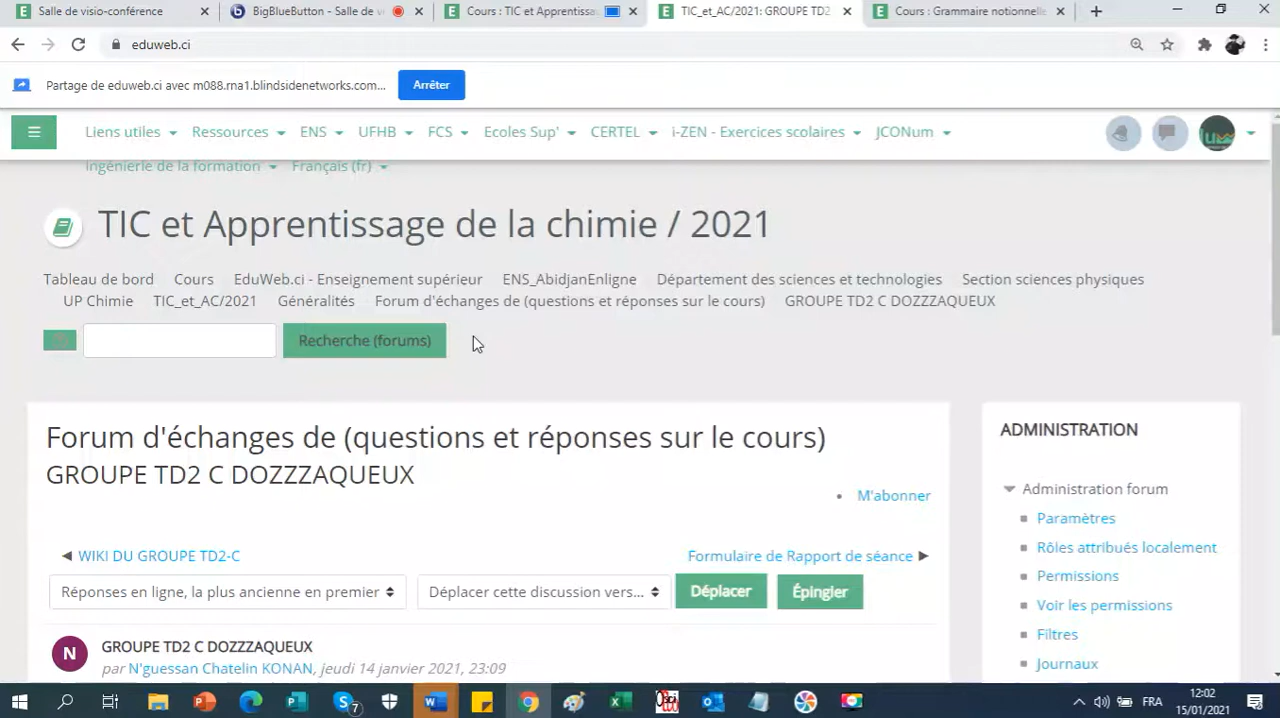 Salle de visio-conférence
BigBlueButton - Salle de v
Cours : TIC et Apprentissa
TIC_et_AC/2021: GROUPE TD2
Cours : Grammaire notionnelle
eduweb.ci
Partage de eduweb.ci avec m088.rna1.blindsidenetworks.com... Arrêter
Liens utiles Ressources ENS UFHB FCS Ecoles Sup' CERTEL i-ZEN - Exercices scolaires JCONum
Ingénierie de la formation Français (fr)
TIC et Apprentissage de la chimie / 2021
Tableau de bord Cours EduWeb.ci - Enseignement supérieur ENS_AbidjanEnligne Département des sciences et technologies Section sciences physiques
UP Chimie TIC_et_AC/2021 Généralités Forum d'échanges de (questions et réponses sur le cours) GROUPE TD2 C DOZZZAQUEUX
Recherche (forums)
Forum d'échanges de (questions et réponses sur le cours)
GROUPE TD2 C DOZZZAQUEUX
M'abonner
◀ WIKI DU GROUPE TD2-C
Formulaire de Rapport de séance ▶
Réponses en ligne, la plus ancienne en premier Déplacer cette discussion vers... Déplacer Épingler
N
GROUPE TD2 C DOZZZAQUEUX
par N'guessan Chatelin KONAN, jeudi 14 janvier 2021, 23:09
ADMINISTRATION
Administration forum
Paramètres
Rôles attribués localement
Permissions
Voir les permissions
Filtres
Journaux
7
FRA
12:02
15/01/2021